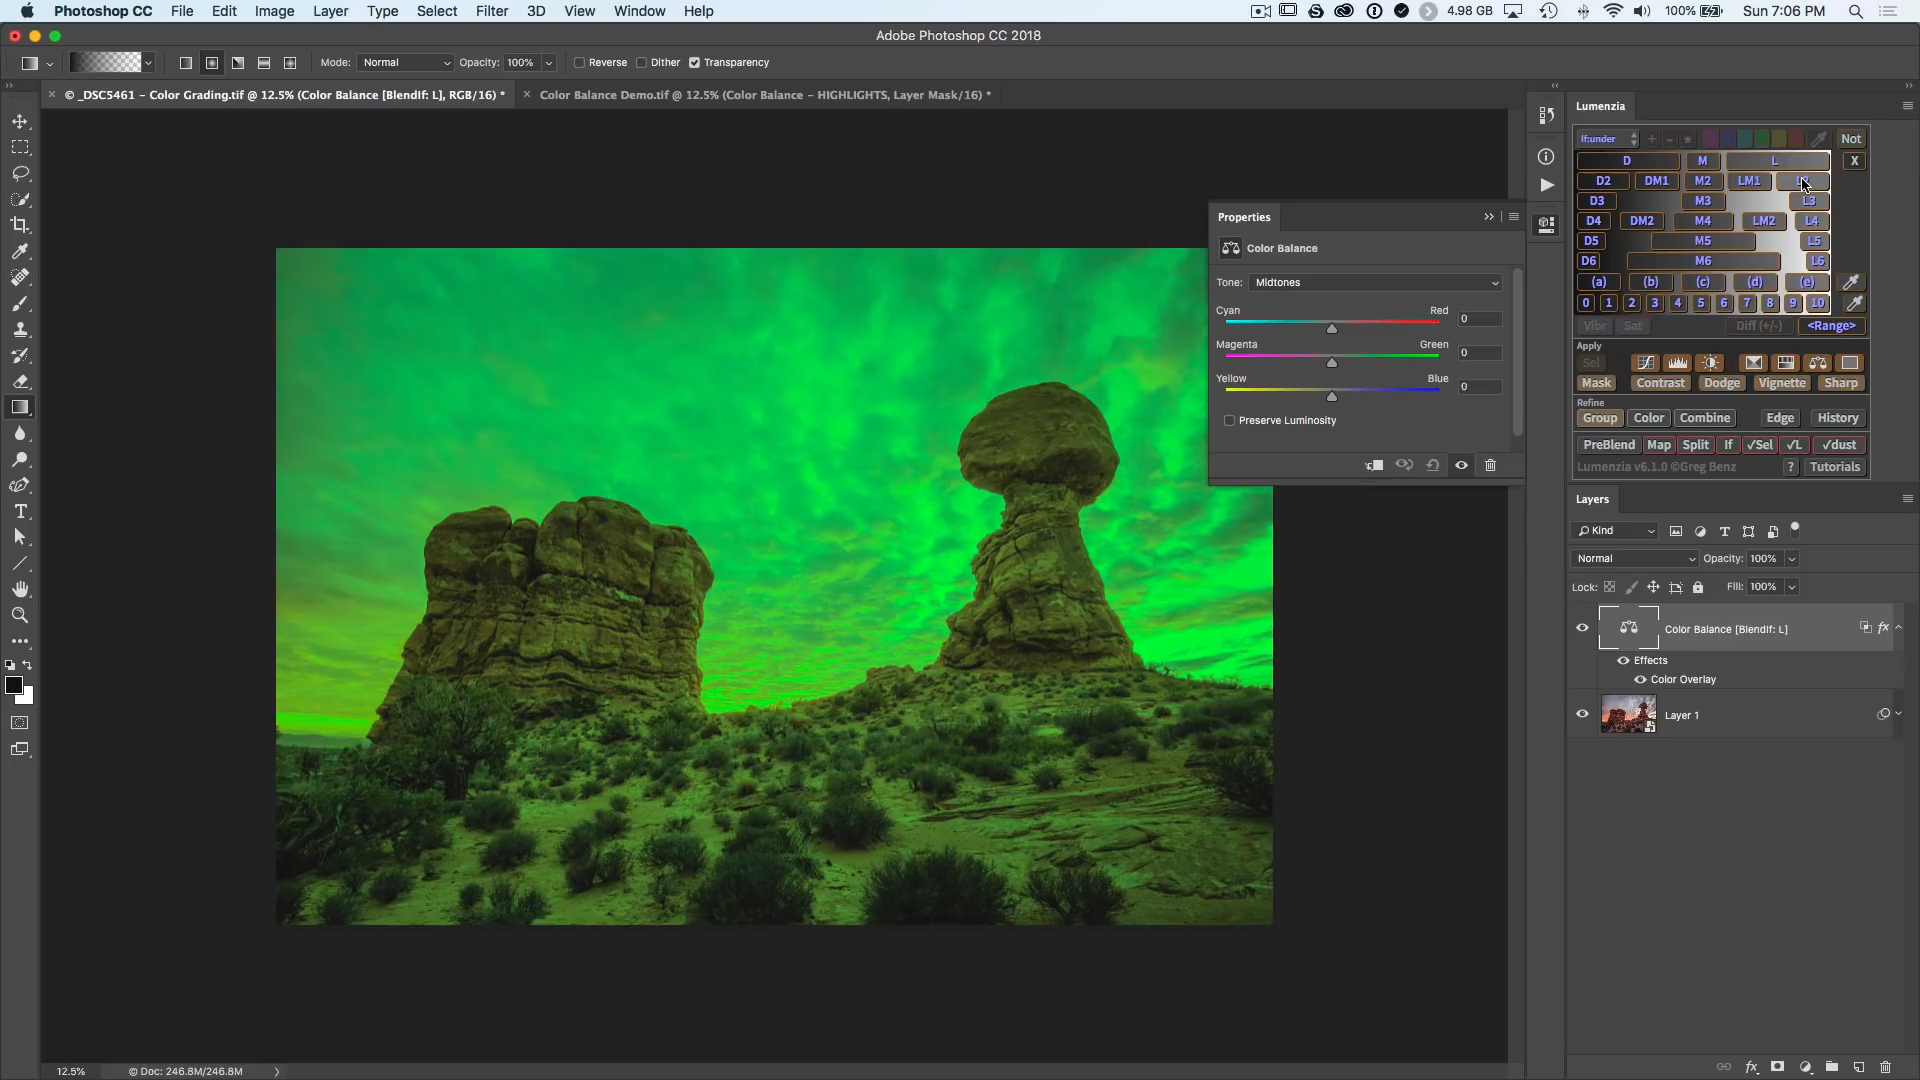 Photoshop CC File Edit Image Layer Type Select Filter 3D View Window Help 4.98 GB 100% Sun 7:06 PM
Adobe Photoshop CC 2018
Mode: Normal Opacity: 100% Reverse Dither Transparency
© _DSC5461 - Color Grading.tif @ 12.5% (Color Balance [BlendIf: L], RGB/16) *
Color Balance Demo.tif @ 12.5% (Color Balance - HIGHLIGHTS, Layer Mask/16) *
Properties
Color Balance
Tone: Midtones
Cyan Red 0
Magenta Green 0
Yellow Blue 0
Preserve Luminosity
Lumenzia
If:under Not
D M L X
D2 DM1 M2 LM1
D3 M3 L3
D4 DM2 M4 LM2 L4
D5 M5 L5
D6 M6 L6
(a) (b) (c) (d) (e)
0 1 2 3 4 5 6 7 8 9 10
Vibr Sat Diff (+/-) <Range>
Apply
Sel
Mask Contrast Dodge Vignette Sharp
Refine
Group Color Combine Edge History
PreBlend Map Split If √Sel √L √dust
Lumenzia v6.1.0 ©Greg Benz ? Tutorials
Layers
Kind
Normal Opacity: 100%
Lock: Fill: 100%
Color Balance [BlendIf: L] fx
Effects
Color Overlay
Layer 1
12.5% © Doc: 246.8M/246.8M
fx